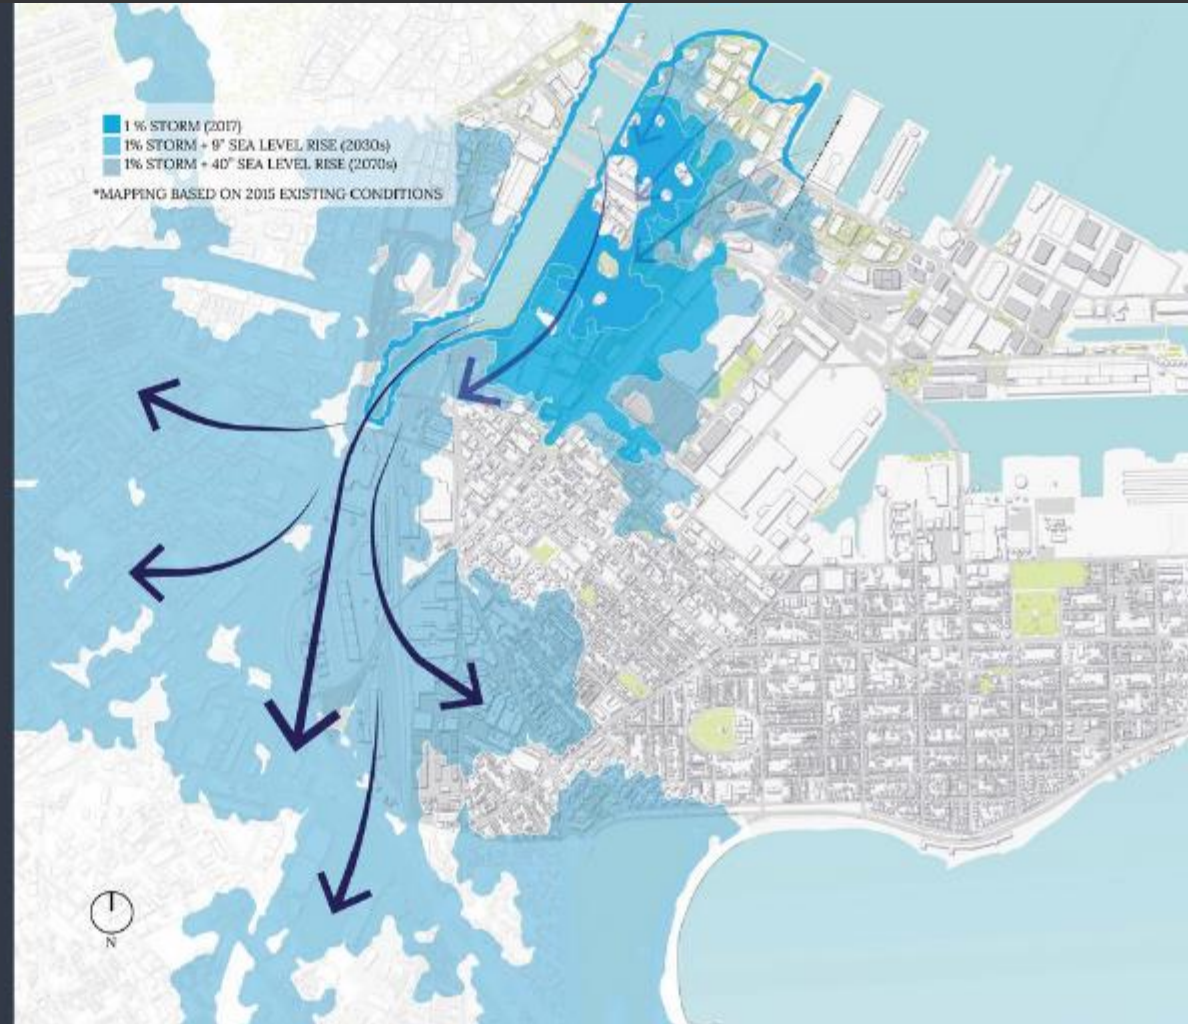 1 % STORM (2017)
1% STORM + 9" SEA LEVEL RISE (2030s)
1% STORM + 40" SEA LEVEL RISE (2070s)
*MAPPING BASED ON 2015 EXISTING CONDITIONS
N